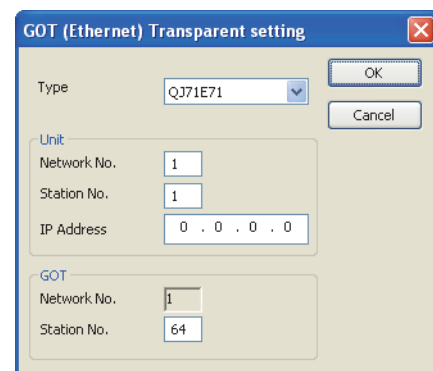 GOT (Ethernet) Transparent setting
Type QJ71E71 OK
Cancel
Unit
Network No. 1
Station No. 1
IP Address 0 . 0 . 0 . 0
GOT
Network No. 1
Station No. 64